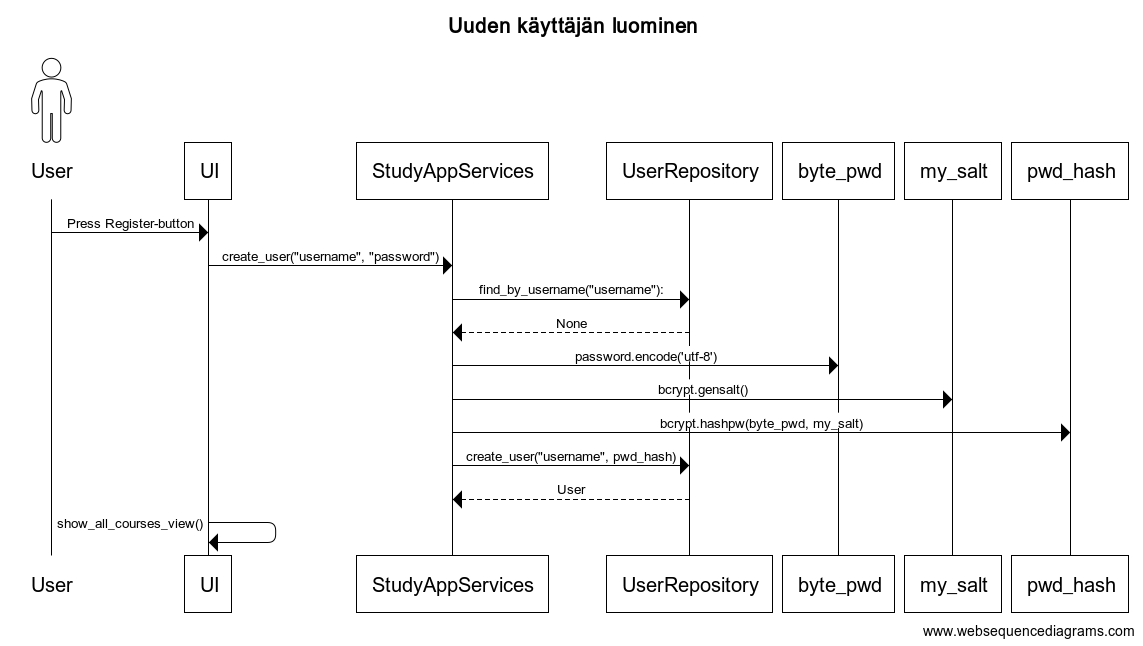 Uuden käyttäjän luominen
User
UI
StudyAppServices
UserRepository
byte_pwd
my_salt
pwd_hash
Press Register-button
create_user("username", "password")
find_by_username("username"):
None
password.encode('utf-8')
bcrypt.gensalt()
bcrypt.hashpw(byte_pwd, my_salt)
create_user("username", pwd_hash)
User
show_all_courses_view()
User
UI
StudyAppServices
UserRepository
byte_pwd
my_salt
pwd_hash
www.websequencediagrams.com